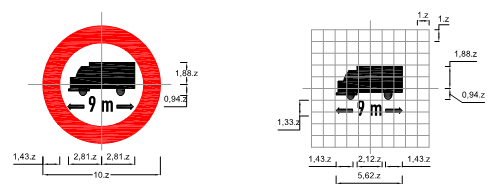 1.z
1.z
1,88.z
0,94.z
9 m
1,43.z
2,81.z
2,81.z
10.z
1,88.z
0,94.z
9 m
1,33.z
1,43.z
2,12.z
1,43.z
5,62.z